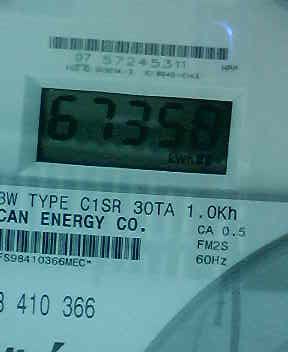 07 57245311
67358
kWh
3W TYPE C1SR 30TA 1.0Kh
CAN ENERGY CO.
CA 0.5
FM2S
60Hz
FS98410366MEC*
8 410 366